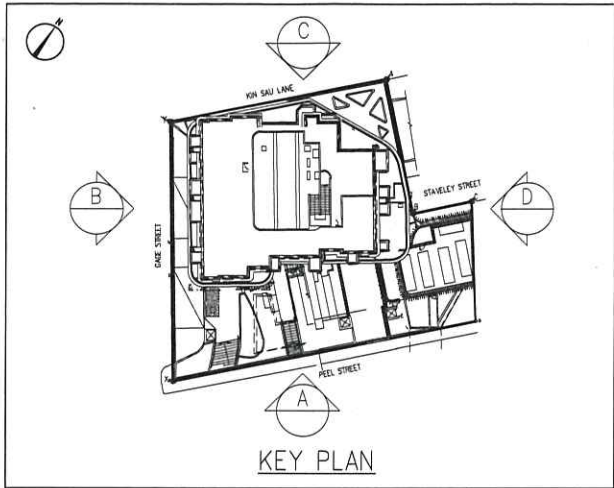 N
C
KIN SAU LANE
B
GAGE STREET
STAVELEY STREET
D
PEEL STREET
A
KEY PLAN